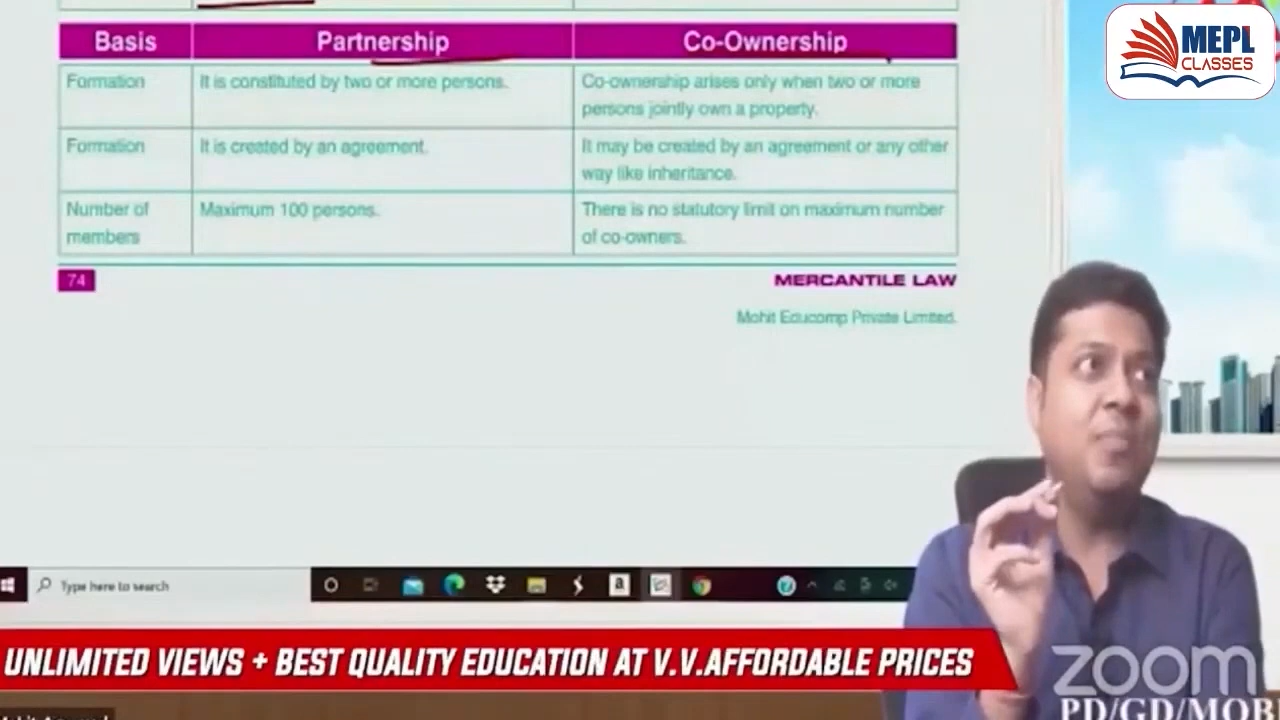 MEPL
CLASSES
Basis
Partnership
Co-Ownership
Formation
It is constituted by two or more persons.
Co-ownership arises only when two or more
persons jointly own a property.
Formation
It is created by an agreement.
It may be created by an agreement or any other
way like inheritance.
Number of
members
Maximum 100 persons.
There is no statutory limit on maximum number
of co-owners.
74
MERCANTILE LAW
Mohit Educomp Private Limited.
Type here to search
a
UNLIMITED VIEWS + BEST QUALITY EDUCATION AT V.V.AFFORDABLE PRICES
zoom
PD/GD/MOB